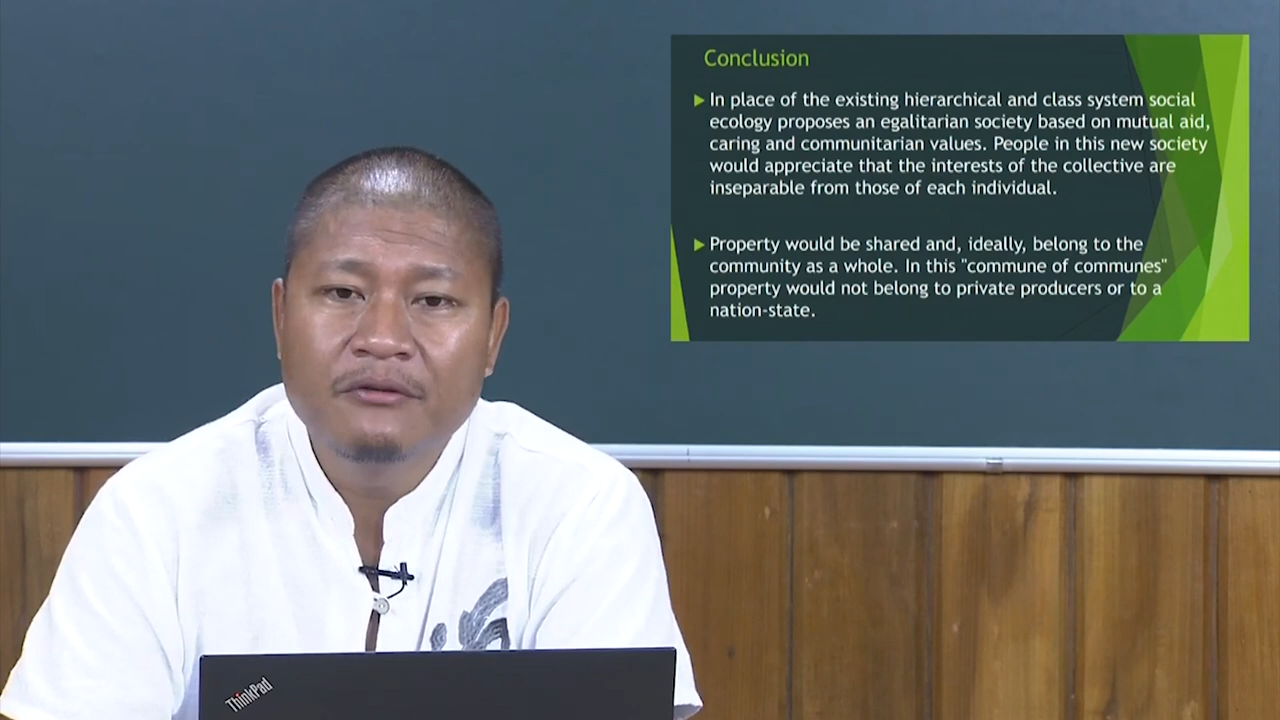 Conclusion
In place of the existing hierarchical and class system social
ecology proposes an egalitarian society based on mutual aid,
caring and communitarian values. People in this new society
would appreciate that the interests of the collective are
inseparable from those of each individual.
Property would be shared and, ideally, belong to the
community as a whole. In this "commune of communes"
property would not belong to private producers or to a
nation-state.
ThinkPad